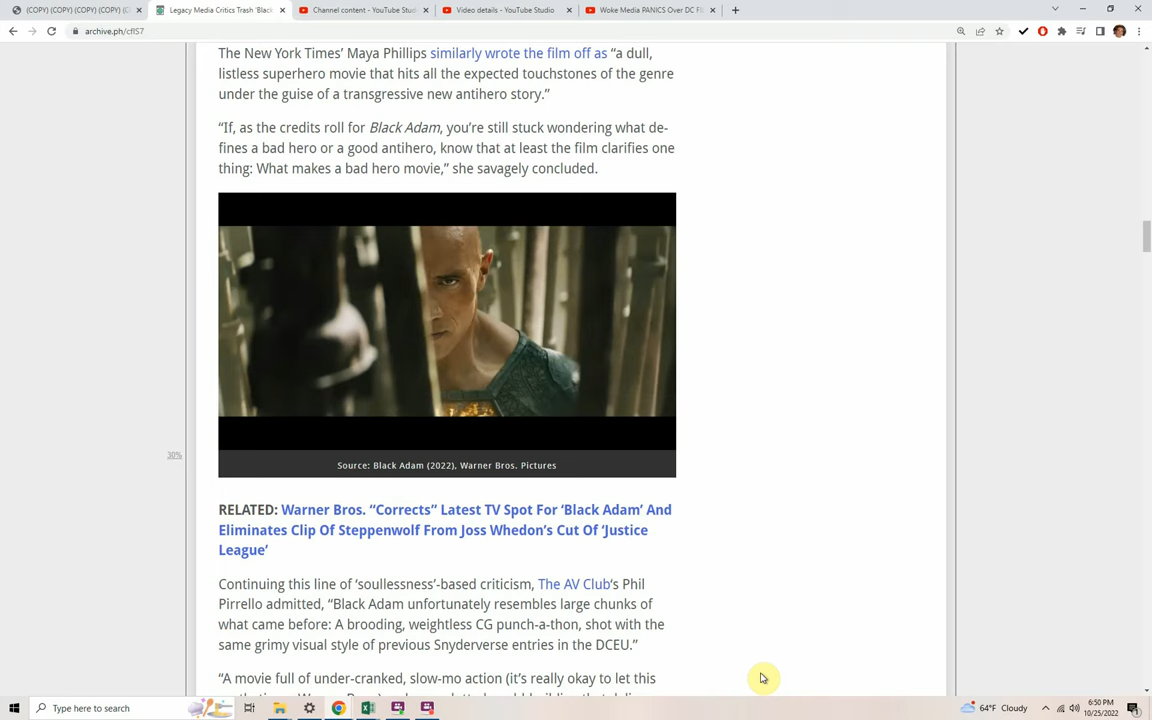 (COPY) (COPY) (COPY) (COPY) (C
Legacy Media Critics Trash 'Black
Channel content - YouTube Studi
Video details - YouTube Studio
Woke Media PANICS Over DC Fi
archive.ph/cflS7
The New York Times' Maya Phillips similarly wrote the film off as "a dull,
listless superhero movie that hits all the expected touchstones of the genre
under the guise of a transgressive new antihero story."
"If, as the credits roll for Black Adam, you're still stuck wondering what de-
fines a bad hero or a good antihero, know that at least the film clarifies one
thing: What makes a bad hero movie," she savagely concluded.
Source: Black Adam (2022), Warner Bros. Pictures
30%
RELATED: Warner Bros. "Corrects" Latest TV Spot For 'Black Adam' And
Eliminates Clip Of Steppenwolf From Joss Whedon's Cut Of 'Justice
League'
Continuing this line of 'soullessness'-based criticism, The AV Club's Phil
Pirrello admitted, "Black Adam unfortunately resembles large chunks of
what came before: A brooding, weightless CG punch-a-thon, shot with the
same grimy visual style of previous Snyderverse entries in the DCEU."
"A movie full of under-cranked, slow-mo action (it's really okay to let this
Type here to search
64°F Cloudy
6:50 PM
10/25/2022